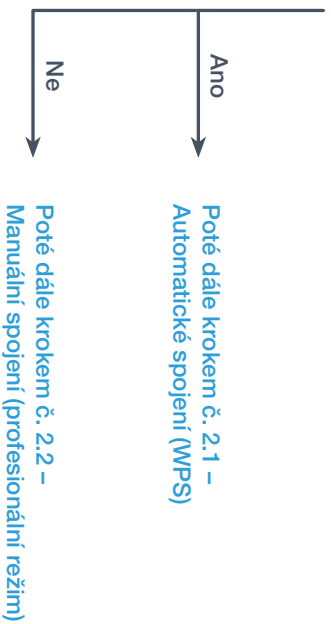 Ano
Poté dále krokem č. 2.1 –
Automatické spojení (WPS)
Ne
Poté dále krokem č. 2.2 –
Manuální spojení (profesionální režim)